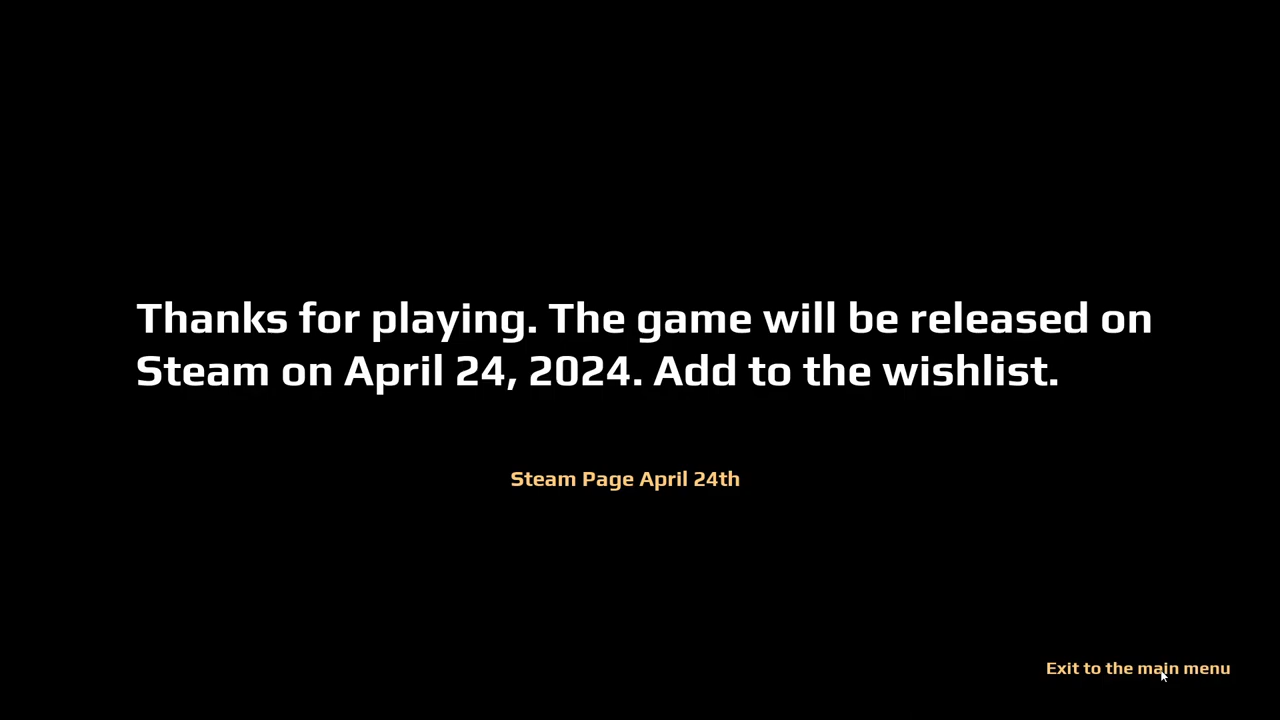 Thanks for playing. The game will be released on
Steam on April 24, 2024. Add to the wishlist.
Steam Page April 24th
Exit to the main menu